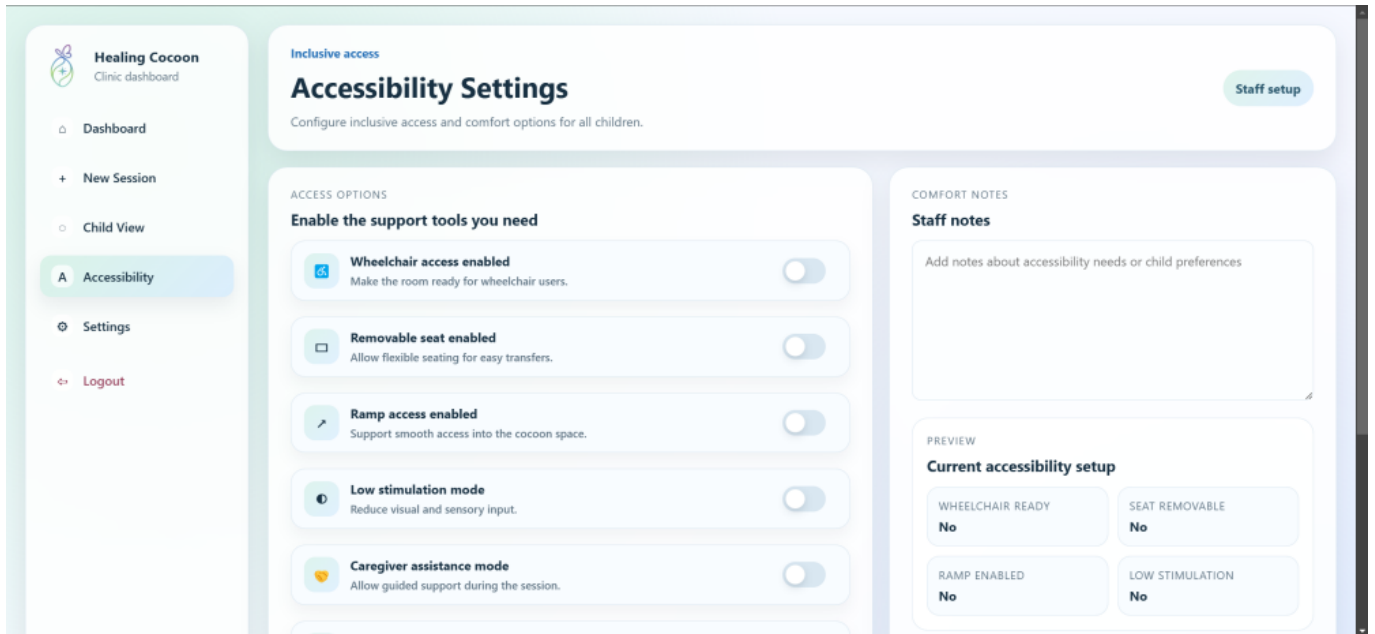 Healing Cocoon
Clinic dashboard
Dashboard
+ New Session
Child View
A Accessibility
Settings
Logout
Inclusive access
Accessibility Settings
Configure inclusive access and comfort options for all children.
Staff setup
ACCESS OPTIONS
Enable the support tools you need
Wheelchair access enabled
Make the room ready for wheelchair users.
Removable seat enabled
Allow flexible seating for easy transfers.
Ramp access enabled
Support smooth access into the cocoon space.
Low stimulation mode
Reduce visual and sensory input.
Caregiver assistance mode
Allow guided support during the session.
COMFORT NOTES
Staff notes
Add notes about accessibility needs or child preferences
PREVIEW
Current accessibility setup
WHEELCHAIR READY
No
SEAT REMOVABLE
No
RAMP ENABLED
No
LOW STIMULATION
No